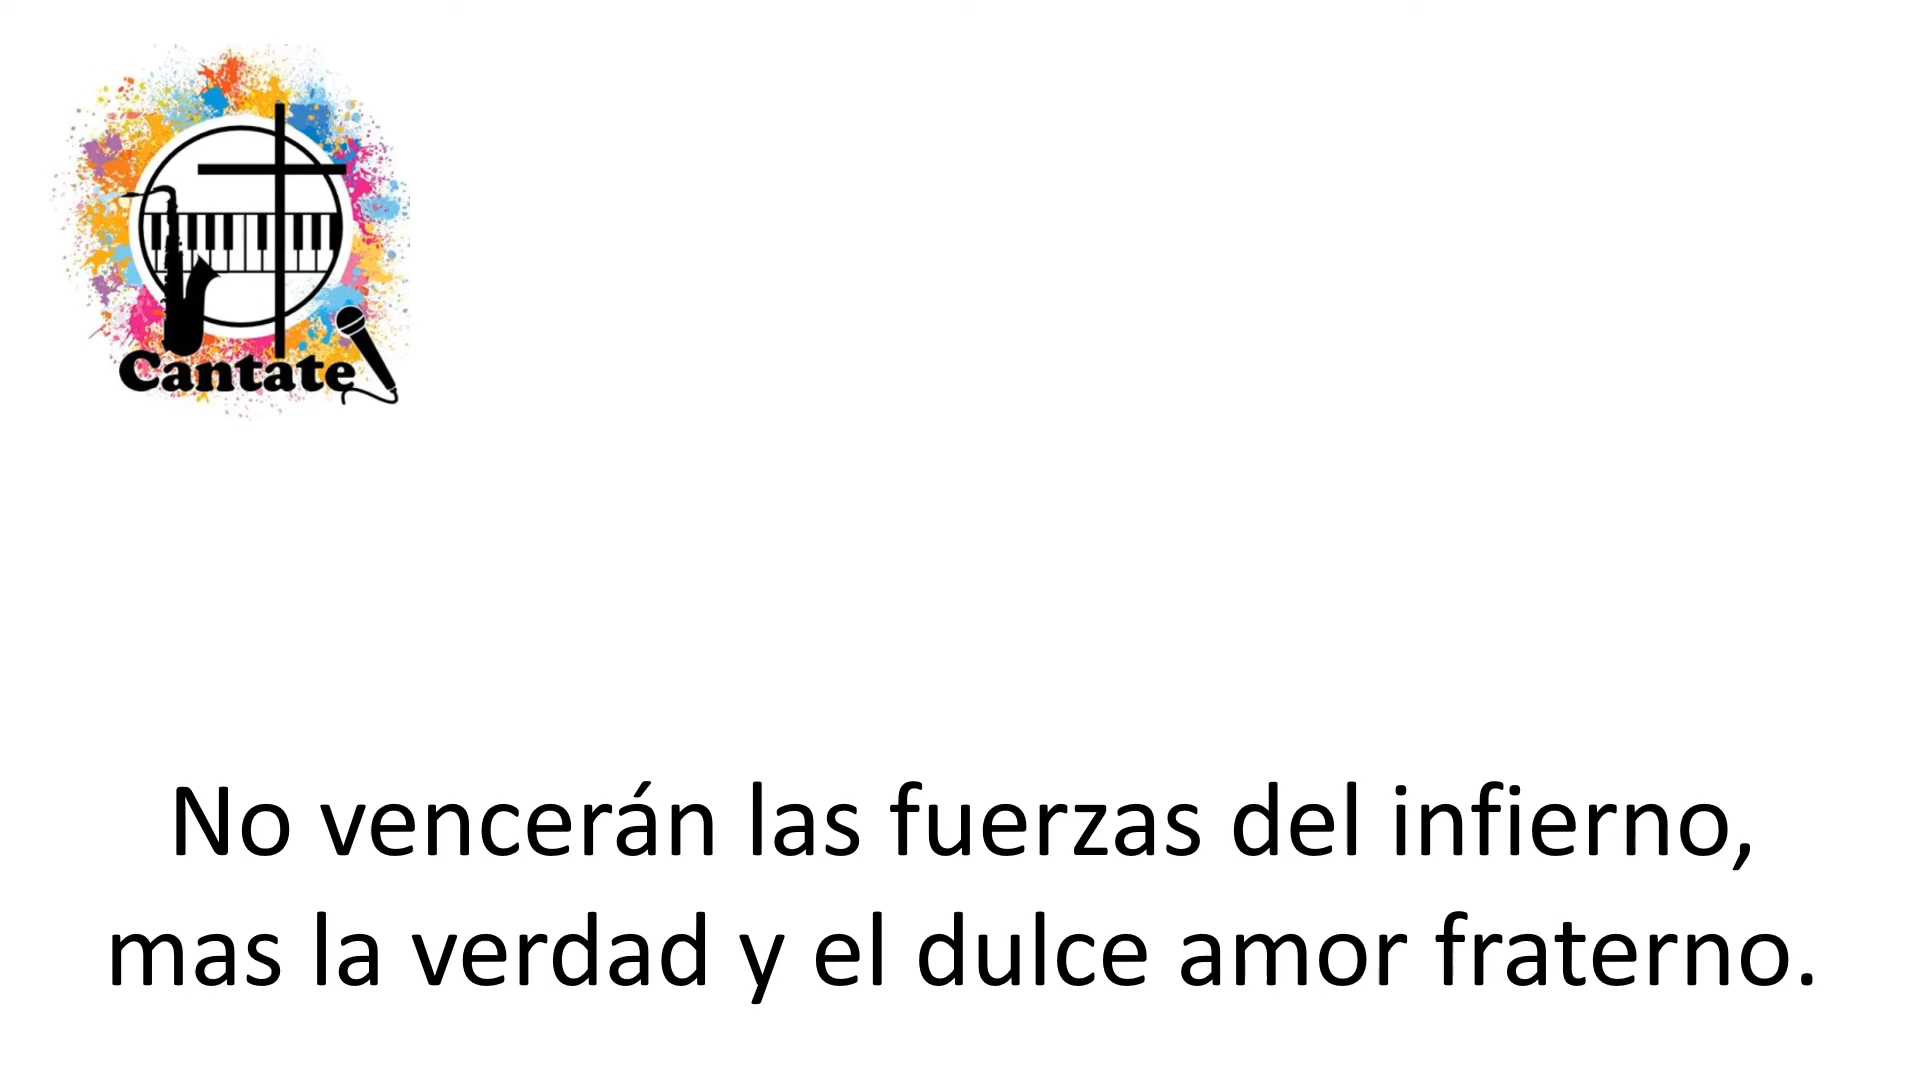 Cantate
No vencerán las fuerzas del infierno,
mas la verdad y el dulce amor fraterno.